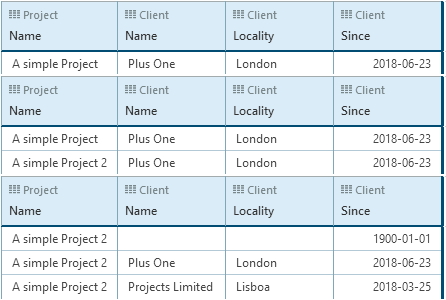 Project Client Client Client
Name Name Locality Since
A simple Project Plus One London 2018-06-23
Project Client Client Client
Name Name Locality Since
A simple Project Plus One London 2018-06-23
A simple Project 2 Plus One London 2018-06-23
Project Client Client Client
Name Name Locality Since
A simple Project 2 1900-01-01
A simple Project 2 Plus One London 2018-06-23
A simple Project 2 Projects Limited Lisboa 2018-03-25